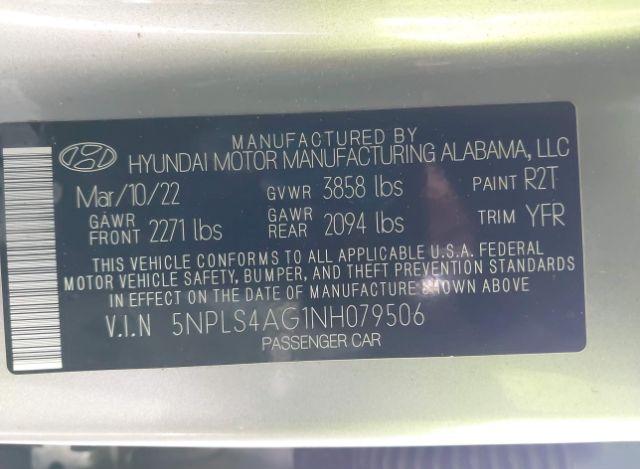 MANUFACTURED BY
HYUNDAI MOTOR MANUFACTURING ALABAMA, LLC
Mar/10/22 GVWR 3858 lbs PAINT R2T
GAWR FRONT 2271 lbs GAWR REAR 2094 lbs TRIM YFR
THIS VEHICLE CONFORMS TO ALL APPLICABLE U.S.A. FEDERAL
MOTOR VEHICLE SAFETY, BUMPER, AND THEFT PREVENTION STANDARDS
IN EFFECT ON THE DATE OF MANUFACTURE SHOWN ABOVE
V.I.N 5NPLS4AG1NH079506
PASSENGER CAR